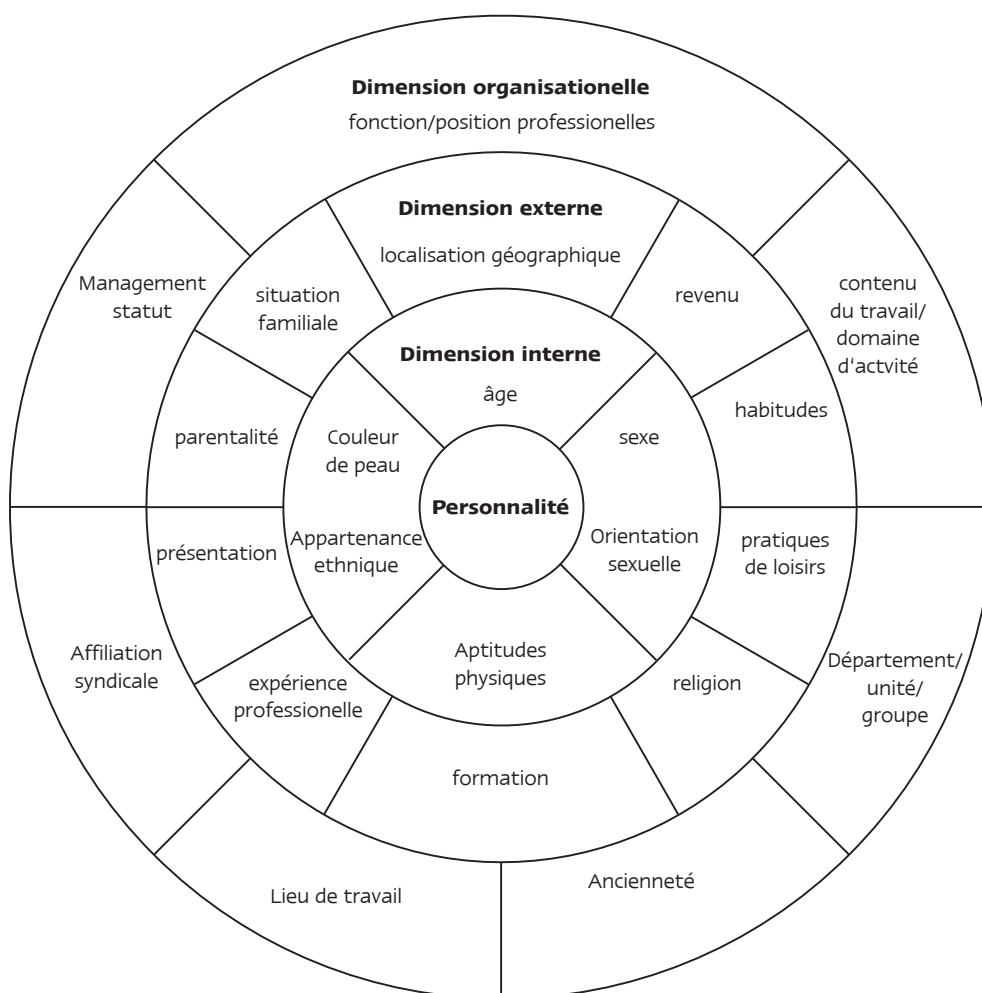 Dimension organisationelle
fonction/position professionelles
Dimension externe
localisation géographique
Management
statut
situation
familiale
revenu
contenu
du travail/
domaine
d'actvité
Dimension interne
âge
parentalité
Couleur
de peau
sexe
habitudes
Personnalité
présentation
Appartenance
ethnique
Orientation
sexuelle
pratiques
de loisirs
Affiliation
syndicale
expérience
professionelle
Aptitudes
physiques
religion
Département/
unité/
groupe
formation
Lieu de travail
Ancienneté